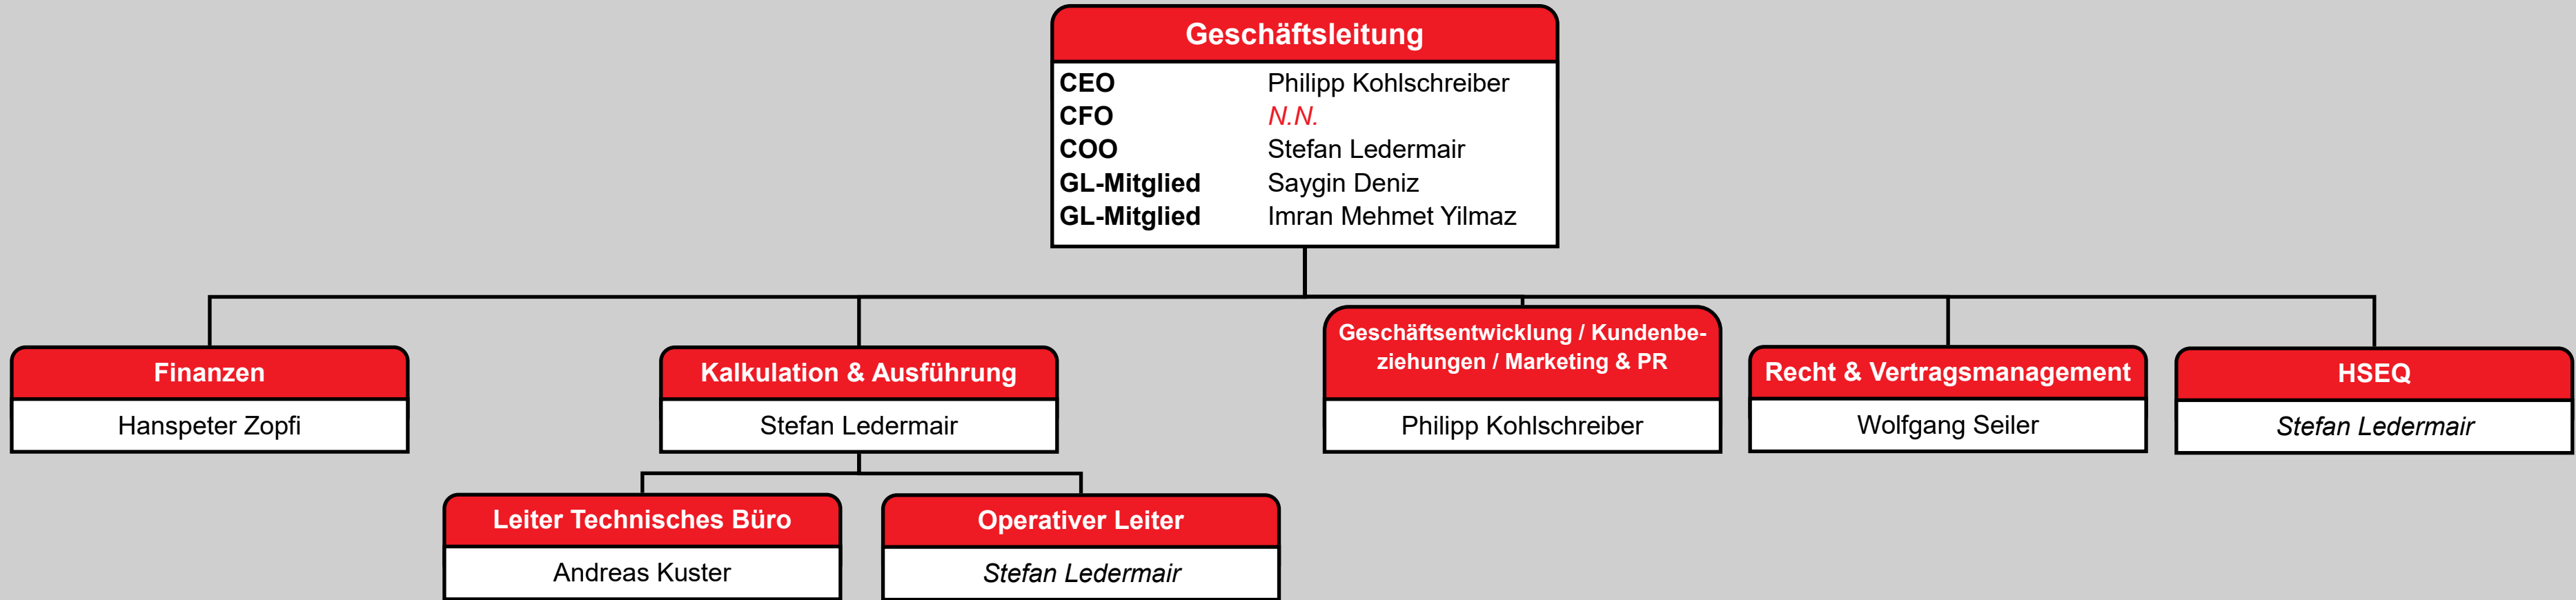 Geschäftsleitung
CEO Philipp Kohlschreiber
CFO N.N.
COO Stefan Ledermair
GL-Mitglied Saygin Deniz
GL-Mitglied Imran Mehmet Yilmaz
Finanzen
Hanspeter Zopfi
Kalkulation & Ausführung
Stefan Ledermair
Geschäftsentwicklung / Kundenbe-
ziehungen / Marketing & PR
Philipp Kohlschreiber
Recht & Vertragsmanagement
Wolfgang Seiler
HSEQ
Stefan Ledermair
Leiter Technisches Büro
Andreas Kuster
Operativer Leiter
Stefan Ledermair